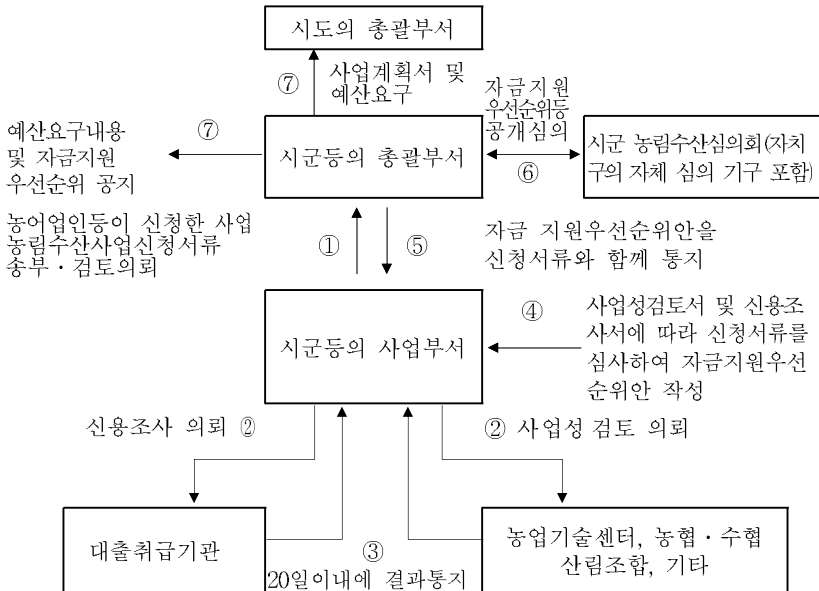 시도의 총괄부서
⑦
사업계획서 및
예산요구
예산요구내용
및 자금지원
우선순위 공지
⑦
시군등의 총괄부서
자금지원
우선순위등
공개심의
⑥
시군 농림수산심의회(자치
구의 자체 심의 기구 포함)
농어업인등이 신청한 사업
농림수산사업신청서류
송부・검토의뢰
①
⑤
자금 지원우선순위안을
신청서류와 함께 통지
시군등의 사업부서
④
사업성검토서 및 신용조
사서에 따라 신청서류를
심사하여 자금지원우선
순위안 작성
신용조사 의뢰 ②
② 사업성 검토 의뢰
대출취급기관
③
20일이내에 결과통지
농업기술센터, 농협・수협
산림조합, 기타